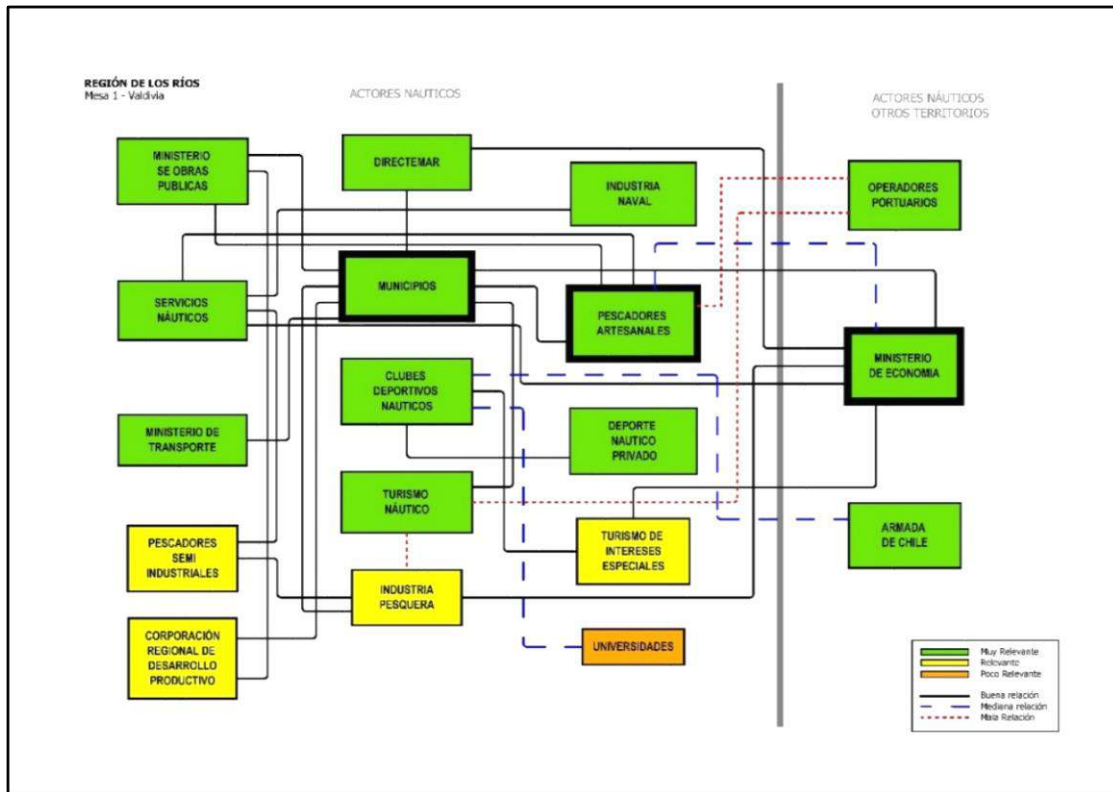 REGIÓN DE LOS RÍOS
Mesa 1 - Valdivia
ACTORES NAUTICOS
ACTORES NÁUTICOS
OTROS TERRITORIOS
MINISTERIO
SE OBRAS
PUBLICAS
DIRECTEMAR
INDUSTRIA
NAVAL
OPERADORES
PORTUARIOS
SERVICIOS
NÁUTICOS
MUNICIPIOS
PESCADORES
ARTESANALES
MINISTERIO
DE ECONOMIA
CLUBES
DEPORTIVOS
NAUTICOS
MINISTERIO DE
TRANSPORTE
DEPORTE
NAUTICO
PRIVADO
TURISMO
NÁUTICO
ARMADA
DE CHILE
PESCADORES
SEMI
INDUSTRIALES
TURISMO DE
INTERESES
ESPECIALES
INDUSTRIA
PESQUERA
CORPORACIÓN
REGIONAL DE
DESARROLLO
PRODUCTIVO
UNIVERSIDADES
Muy Relevante
Relevante
Poco Relevante
Buena relación
Mediana relación
Mala Relación